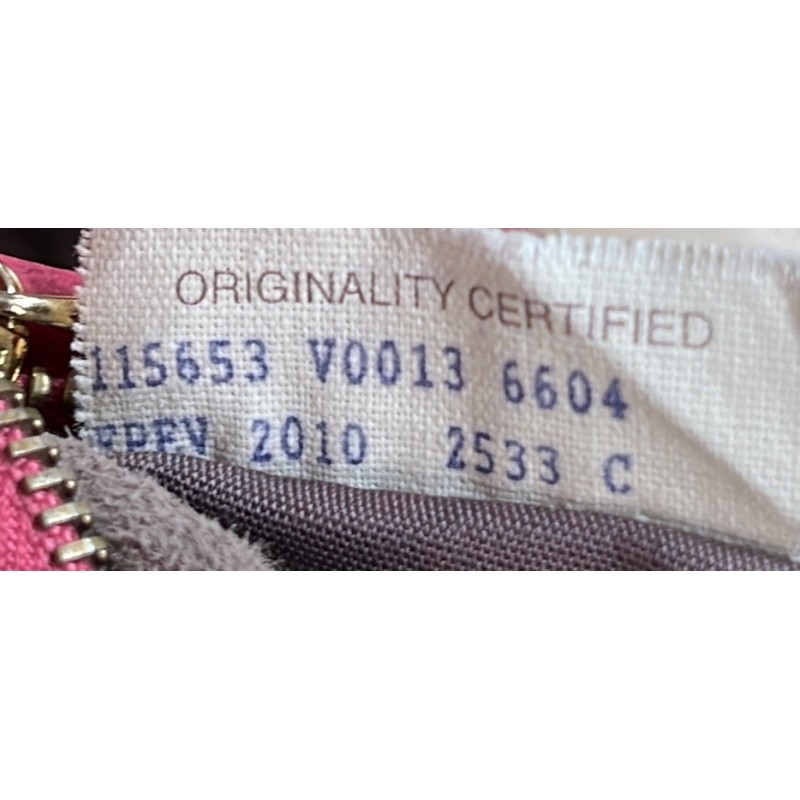 ORIGINALITY CERTIFIED
115653 V0013 6604
2010 2533 C